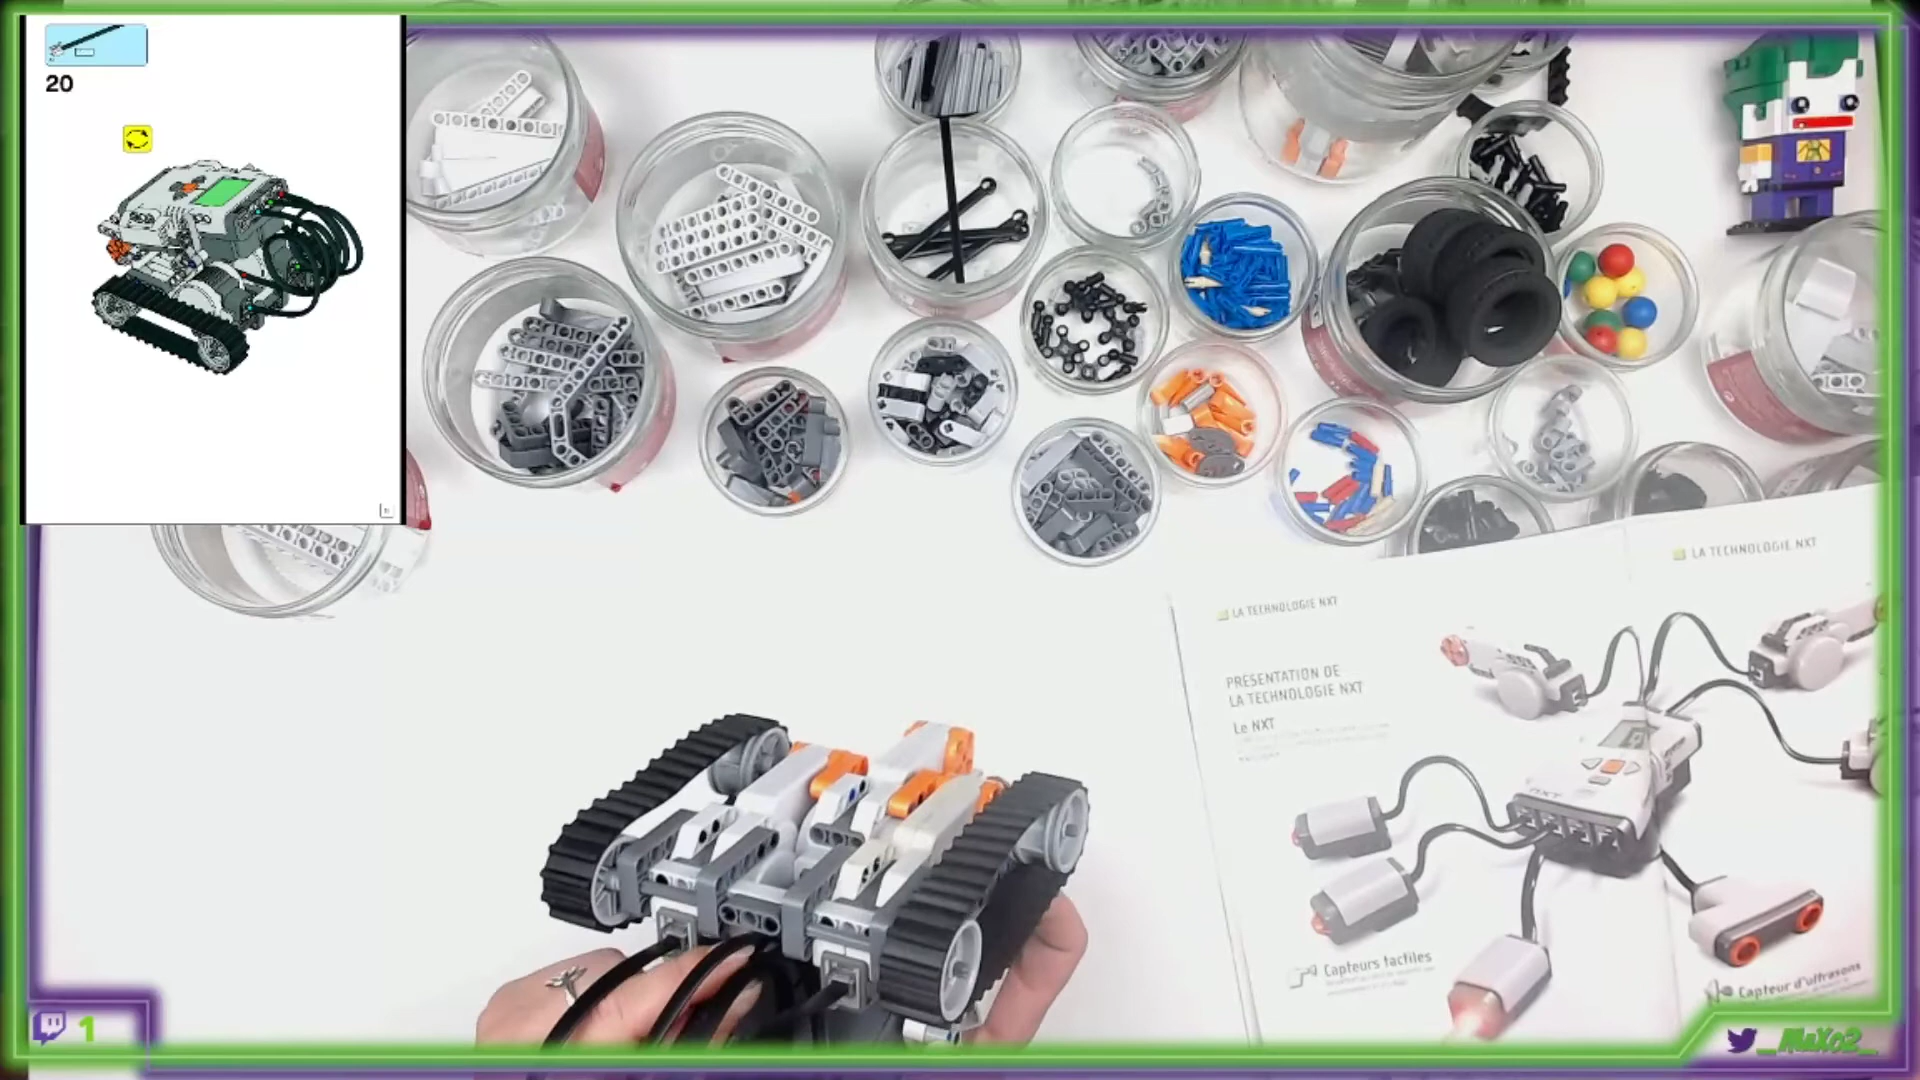 20
LA TECHNOLOGIE NXT
LA TECHNOLOGIE NXT
PRESENTATION DE
LA TECHNOLOGIE NXT
Le NXT
NXT
Capteurs tactiles
Capteur d'ultrasons
1
_MaXo2_